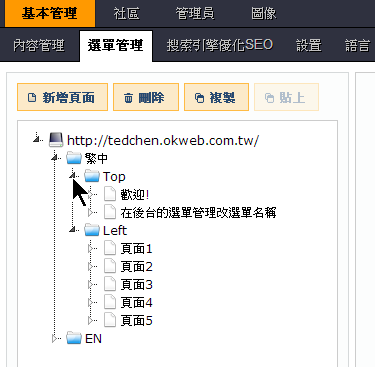 基本管理 社區 管理員 圖像
內容管理 選單管理 搜索引擎優化SEO 設置 語言
新增頁面 刪除 複製 貼上
http://tedchen.okweb.com.tw/
繁中
Top
歡迎!
在後台的選單管理改選單名稱
Left
頁面1
頁面2
頁面3
頁面4
頁面5
EN